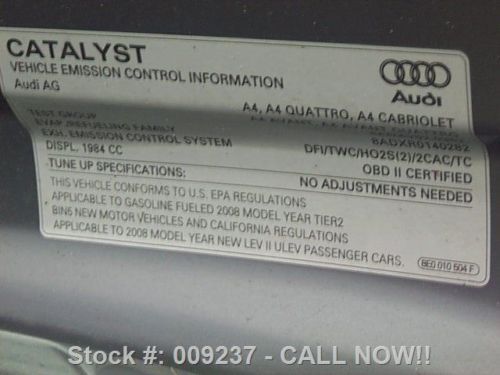 CATALYST
VEHICLE EMISSION CONTROL INFORMATION
Audi AG
Audi
A4, A4 QUATTRO, A4 CABRIOLET
TEST GROUP
EVAP./REFUELING FAMILY
EXH. EMISSION CONTROL SYSTEM DFI/TWC/HO2S(2)/2CAC/TC
DISPL. 1984 CC OBD II CERTIFIED
TUNE UP SPECIFICATIONS: NO ADJUSTMENTS NEEDED
THIS VEHICLE CONFORMS TO U.S. EPA REGULATIONS
APPLICABLE TO GASOLINE FUELED 2008 MODEL YEAR TIER2
BIN5 NEW MOTOR VEHICLES AND CALIFORNIA REGULATIONS
APPLICABLE TO 2008 MODEL YEAR NEW LEV II ULEV PASSENGER CARS.
8E0 010 504 F
Stock #: 009237 - CALL NOW!!